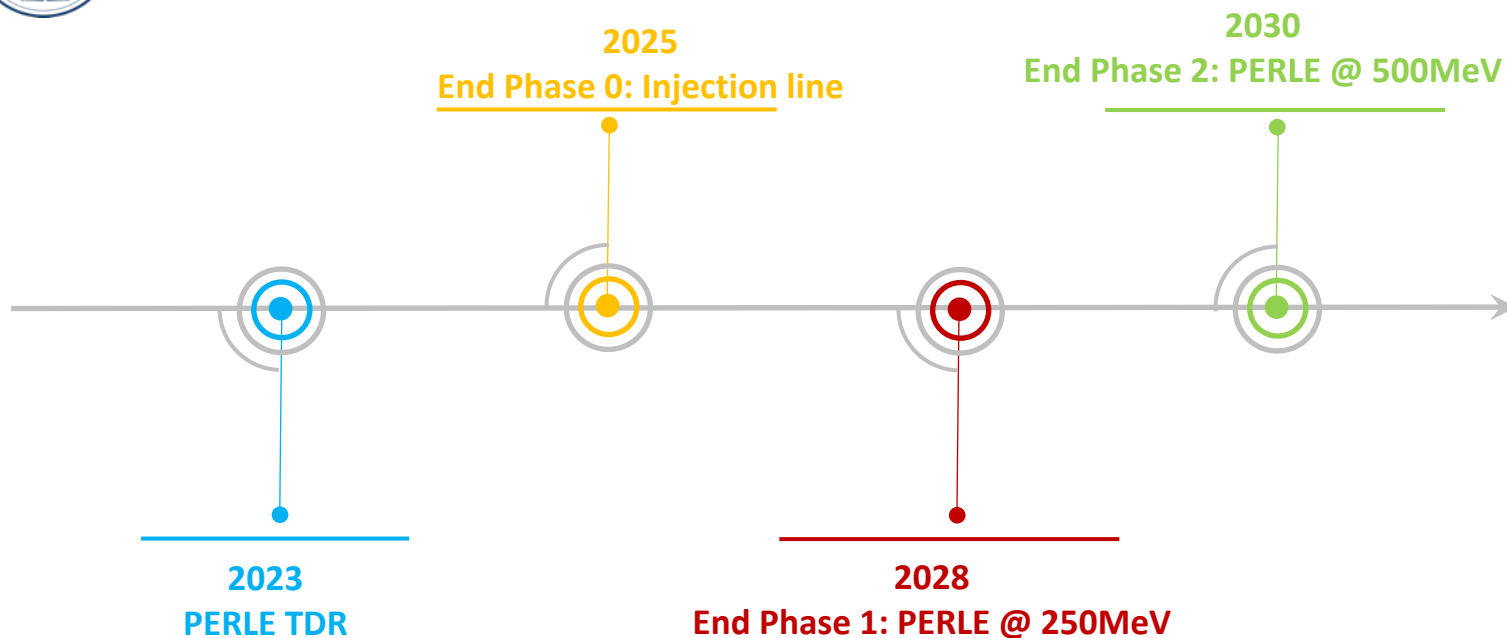 2023
PERLE TDR
2025
End Phase 0: Injection line
2028
End Phase 1: PERLE @ 250MeV
2030
End Phase 2: PERLE @ 500MeV